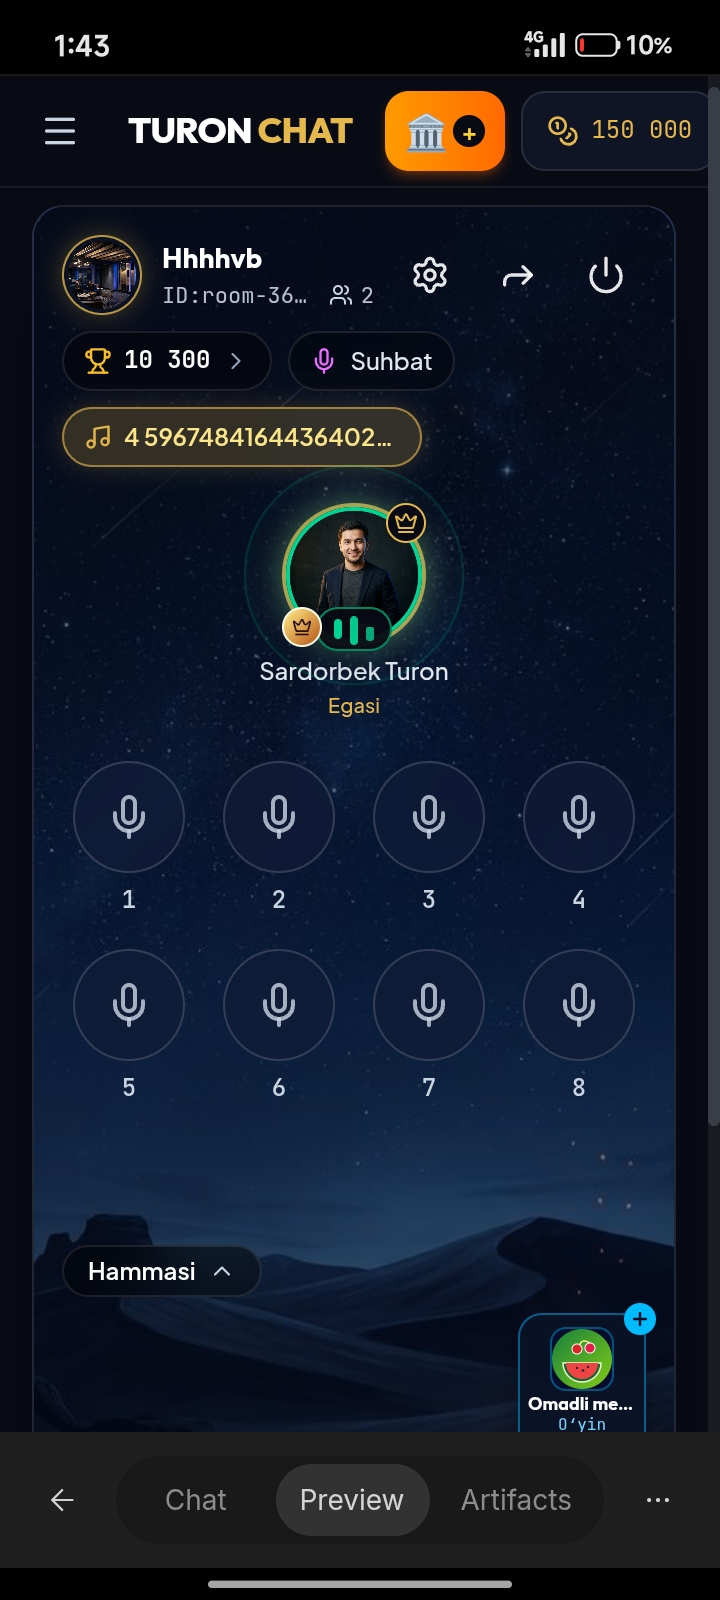 1:43
4G
10%
TURON CHAT
150 000
Hhhhvb
ID:room-36…
2
10 300
Suhbat
4 5967484164436402…
Sardorbek Turon
Egasi
1 2 3 4
5 6 7 8
Hammasi
Omadli me…
O‘yin
Chat Preview Artifacts